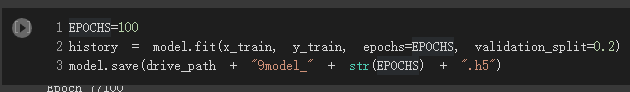 1 EPOCHS=100
2 history = model.fit(x_train, y_train, epochs=EPOCHS, validation_split=0.2)
3 model.save(drive_path + "9model_" + str(EPOCHS) + ".h5")